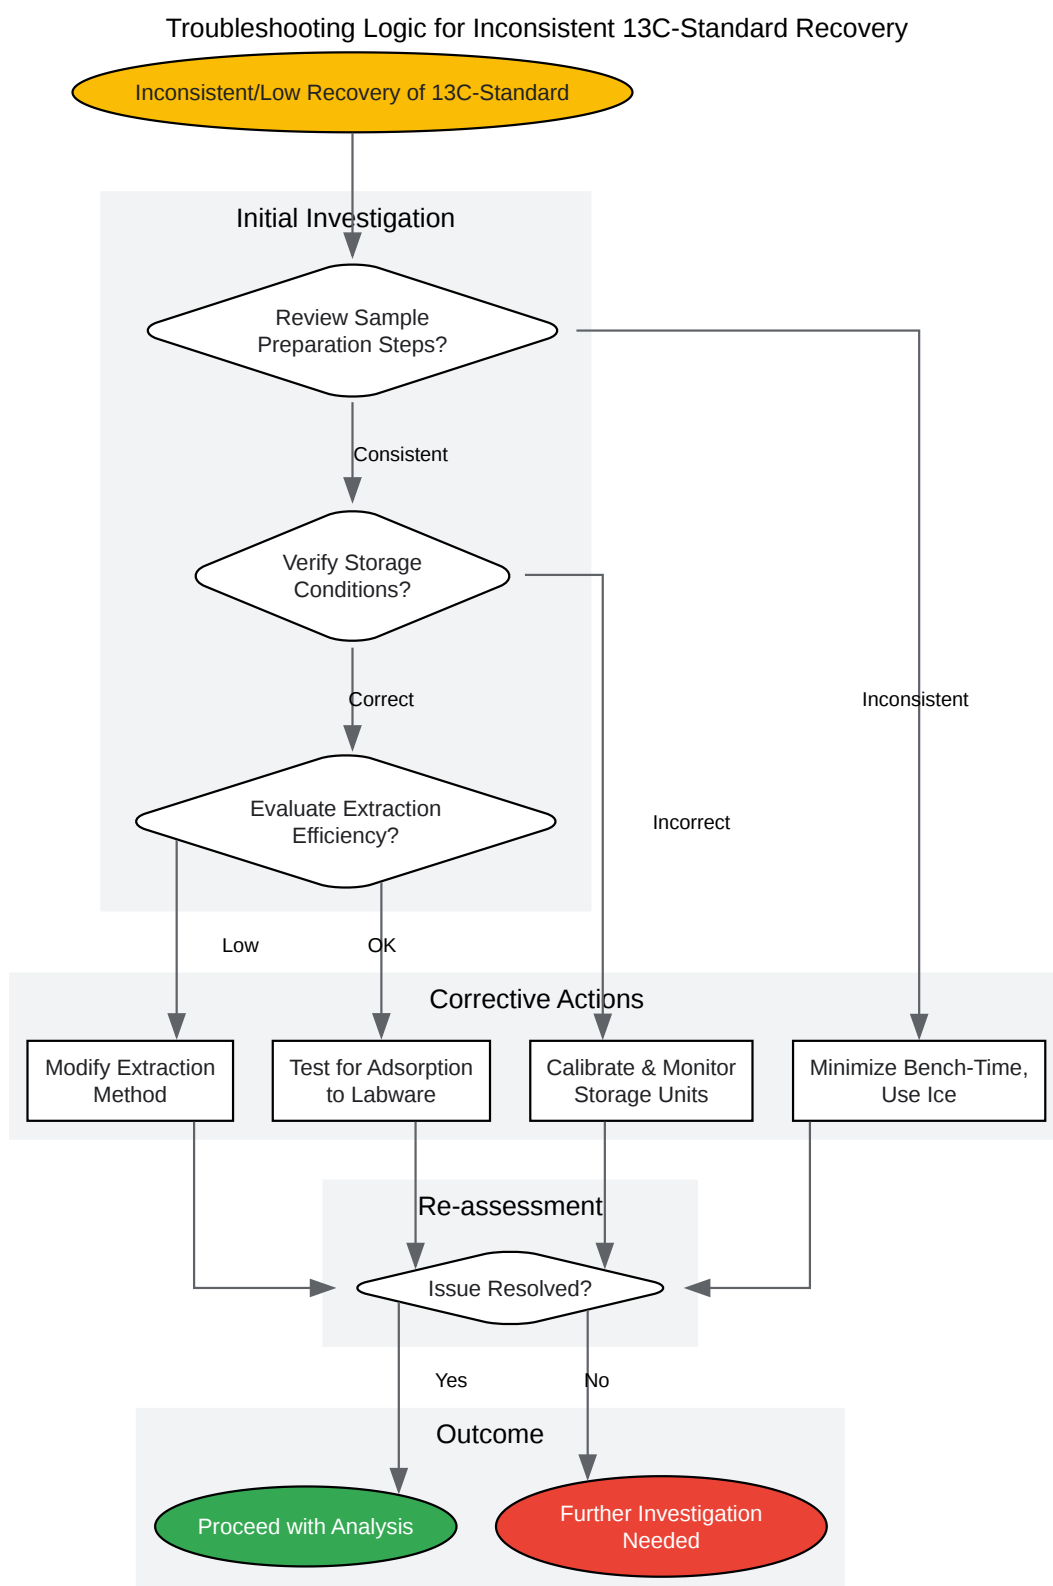 Troubleshooting Logic for Inconsistent 13C-Standard Recovery
Inconsistent/Low Recovery of 13C-Standard
Initial Investigation
Review Sample
Preparation Steps?
Consistent
Verify Storage
Conditions?
Correct
Inconsistent
Evaluate Extraction
Efficiency?
Incorrect
Low
OK
Corrective Actions
Modify Extraction
Method
Test for Adsorption
to Labware
Calibrate & Monitor
Storage Units
Minimize Bench-Time,
Use Ice
Re-assessment
Issue Resolved?
Yes
No
Outcome
Proceed with Analysis
Further Investigation
Needed